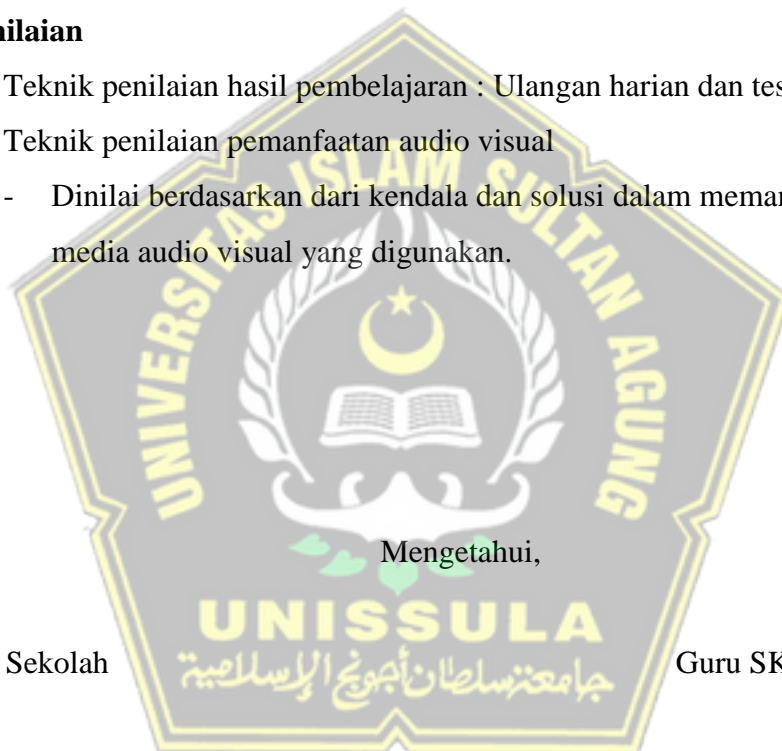 nilaian
Teknik penilaian hasil pembelajaran : Ulangan harian dan tes
Teknik penilaian pemanfaatan audio visual
- Dinilai berdasarkan dari kendala dan solusi dalam
media audio visual yang digunakan.
UNIVERSITAS ISLAM SULTAN AGUNG
Mengetahui,
UNISSULA
جامعة سلطان أجونج الإسلامية
Sekolah Guru SK